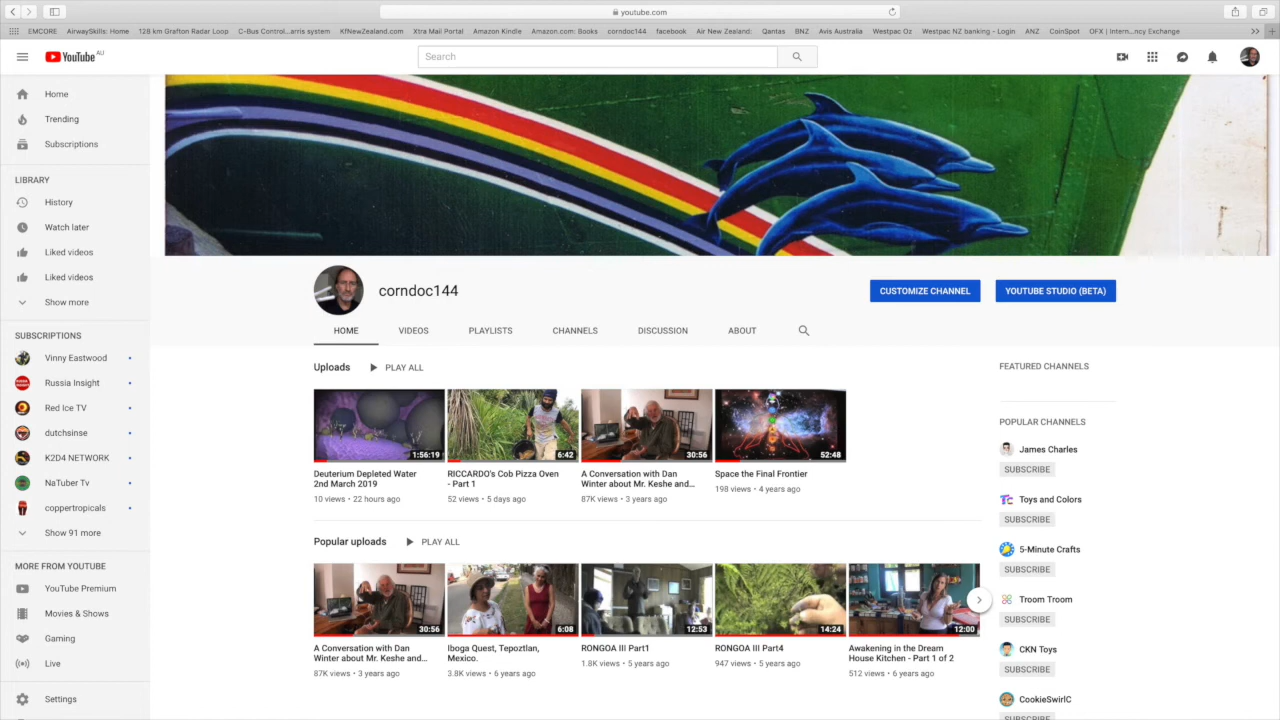 youtube.com
EMCORE AirwaySkills: Home 128 km Grafton Radar Loop C-Bus Control...arris system KfNewZealand.com Xtra Mail Portal Amazon Kindle Amazon.com: Books corndoc144 facebook Air New Zealand: Qantas BNZ Avis Australia Westpac Oz Westpac NZ banking - Login ANZ CoinSpot OFX | Intern...ncy Exchange
YouTube AU
Search
Home
Trending
Subscriptions
LIBRARY
History
Watch later
Liked videos
Liked videos
Show more
SUBSCRIPTIONS
Vinny Eastwood
Russia Insight
Red Ice TV
dutchsinse
K2D4 NETWORK
NaTuber Tv
coppertropicals
Show 91 more
MORE FROM YOUTUBE
YouTube Premium
Movies & Shows
Gaming
Live
Settings
corndoc144
CUSTOMIZE CHANNEL YOUTUBE STUDIO (BETA)
HOME VIDEOS PLAYLISTS CHANNELS DISCUSSION ABOUT
Uploads PLAY ALL
1:56:19
Deuterium Depleted Water
2nd March 2019
10 views • 22 hours ago
6:42
RICCARDO's Cob Pizza Oven
- Part 1
52 views • 5 days ago
30:56
A Conversation with Dan
Winter about Mr. Keshe and...
87K views • 3 years ago
52:48
Space the Final Frontier
198 views • 4 years ago
Popular uploads PLAY ALL
30:56
A Conversation with Dan
Winter about Mr. Keshe and...
87K views • 3 years ago
6:08
Iboga Quest, Tepoztlan,
Mexico.
3.8K views • 6 years ago
12:53
RONGOA III Part1
1.8K views • 5 years ago
14:24
RONGOA III Part4
947 views • 5 years ago
12:00
Awakening in the Dream
House Kitchen - Part 1 of 2
512 views • 6 years ago
FEATURED CHANNELS
POPULAR CHANNELS
James Charles
SUBSCRIBE
Toys and Colors
SUBSCRIBE
5-Minute Crafts
SUBSCRIBE
Troom Troom
SUBSCRIBE
CKN Toys
SUBSCRIBE
CookieSwirlC
SUBSCRIBE